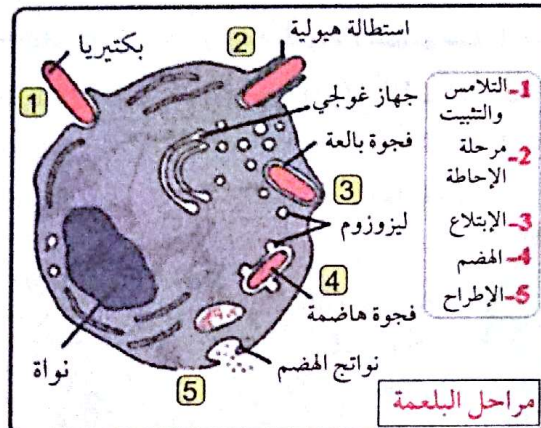 بكتيريا
استطالة هيولية
2
1
جهاز غولجي
فجوة بالعة
3
ليزوزوم
4
فجوة هاضمة
نواتج الهضم
5
نواة
1-التلامس
والتثبيت
2-مرحلة
الإحاطة
3-الإبتلاع
4-الهضم
5-الإطراح
مراحل البلعمة